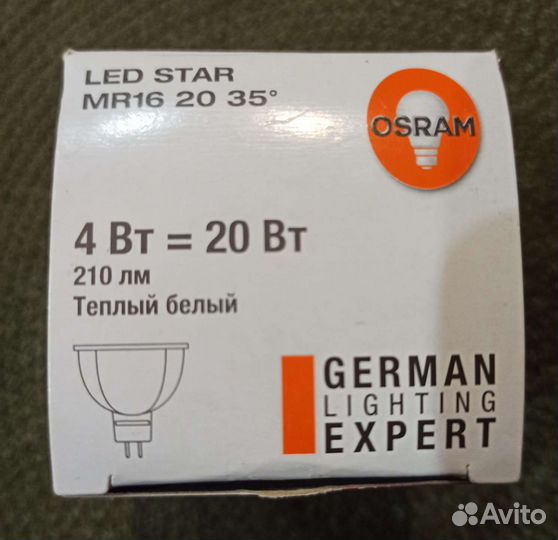 LED STAR
MR16 20 35°
OSRAM
4 Вт = 20 Вт
210 лм
Теплый белый
GERMAN
LIGHTING
EXPERT
Avito